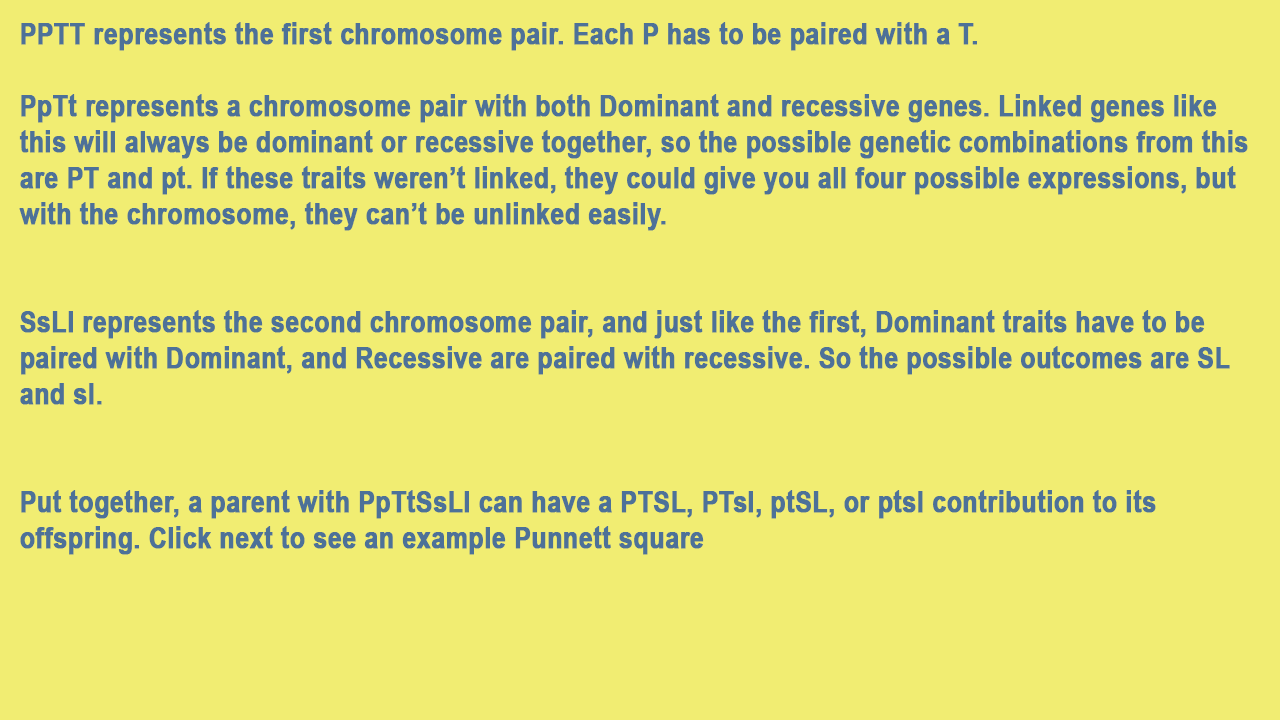 PPTT represents the first chromosome pair. Each P has to be paired with a T.
PpTt represents a chromosome pair with both Dominant and recessive genes. Linked genes like
this will always be dominant or recessive together, so the possible genetic combinations from this
are PT and pt. If these traits weren’t linked, they could give you all four possible expressions, but
with the chromosome, they can’t be unlinked easily.
SsLl represents the second chromosome pair, and just like the first, Dominant traits have to be
paired with Dominant, and Recessive are paired with recessive. So the possible outcomes are SL
and sl.
Put together, a parent with PpTtSsLl can have a PTSL, PTsl, ptSL, or ptsl contribution to its
offspring. Click next to see an example Punnett square